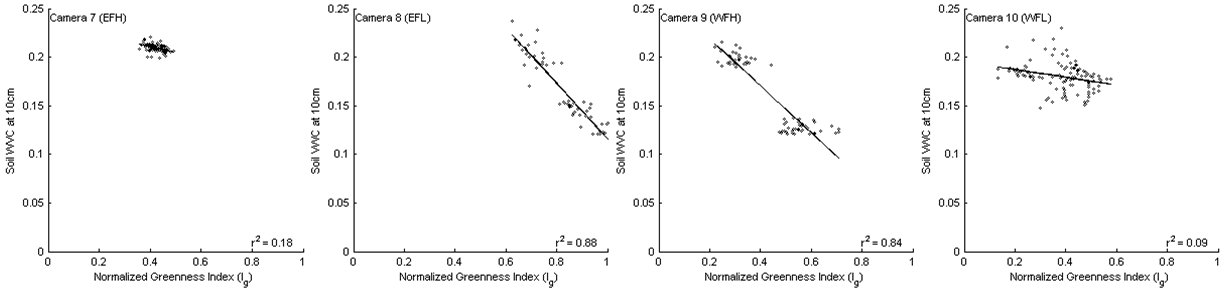 Camera 7 (EFH)
0.25
0.2
0.15
0.1
0.05
0
Soil WVC at 10cm
0 0.2 0.4 0.6 0.8 1
r² = 0.18
Normalized Greenness Index (I_g)
Camera 8 (EFL)
0.25
0.2
0.15
0.1
0.05
0
Soil WVC at 10cm
0 0.2 0.4 0.6 0.8 1
r² = 0.88
Normalized Greenness Index (I_g)
Camera 9 (WFH)
0.25
0.2
0.15
0.1
0.05
0
Soil WVC at 10cm
0 0.2 0.4 0.6 0.8 1
r² = 0.84
Normalized Greenness Index (I_g)
Camera 10 (WFL)
0.25
0.2
0.15
0.1
0.05
0
Soil WVC at 10cm
0 0.2 0.4 0.6 0.8 1
r² = 0.09
Normalized Greenness Index (I_g)